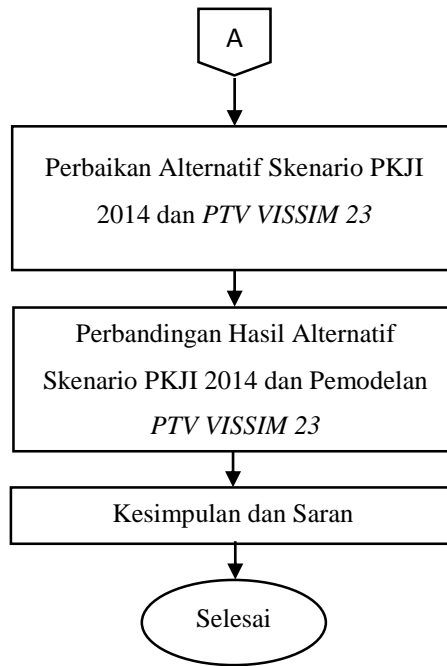 A
Perbaikan Alternatif Skenario PKJI
2014 dan PTV VISSIM 23
Perbandingan Hasil Alternatif
Skenario PKJI 2014 dan Pemodelan
PTV VISSIM 23
Kesimpulan dan Saran
Selesai